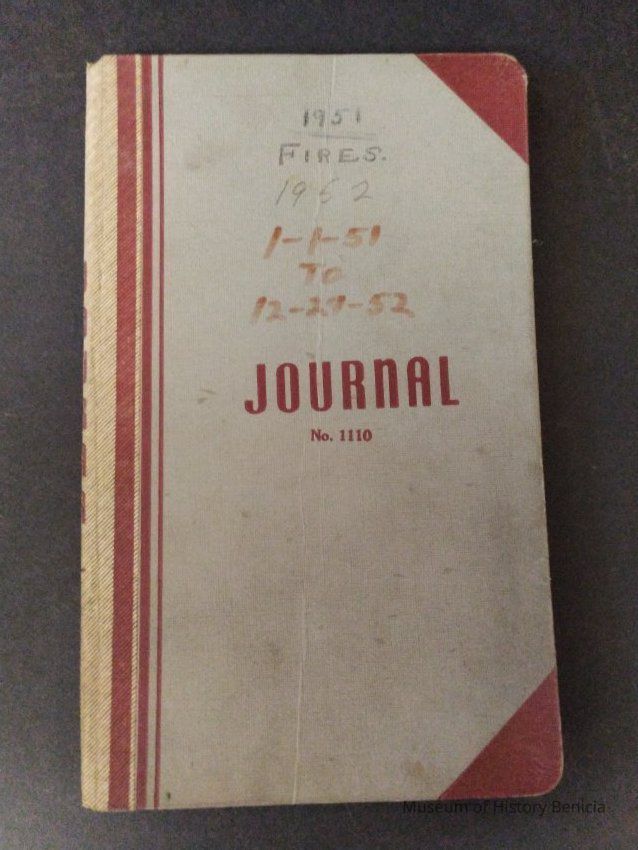 1951
FIRES.
1952
1-1-51
TO
12-27-52
JOURNAL
No. 1110
Museum of History Benicia